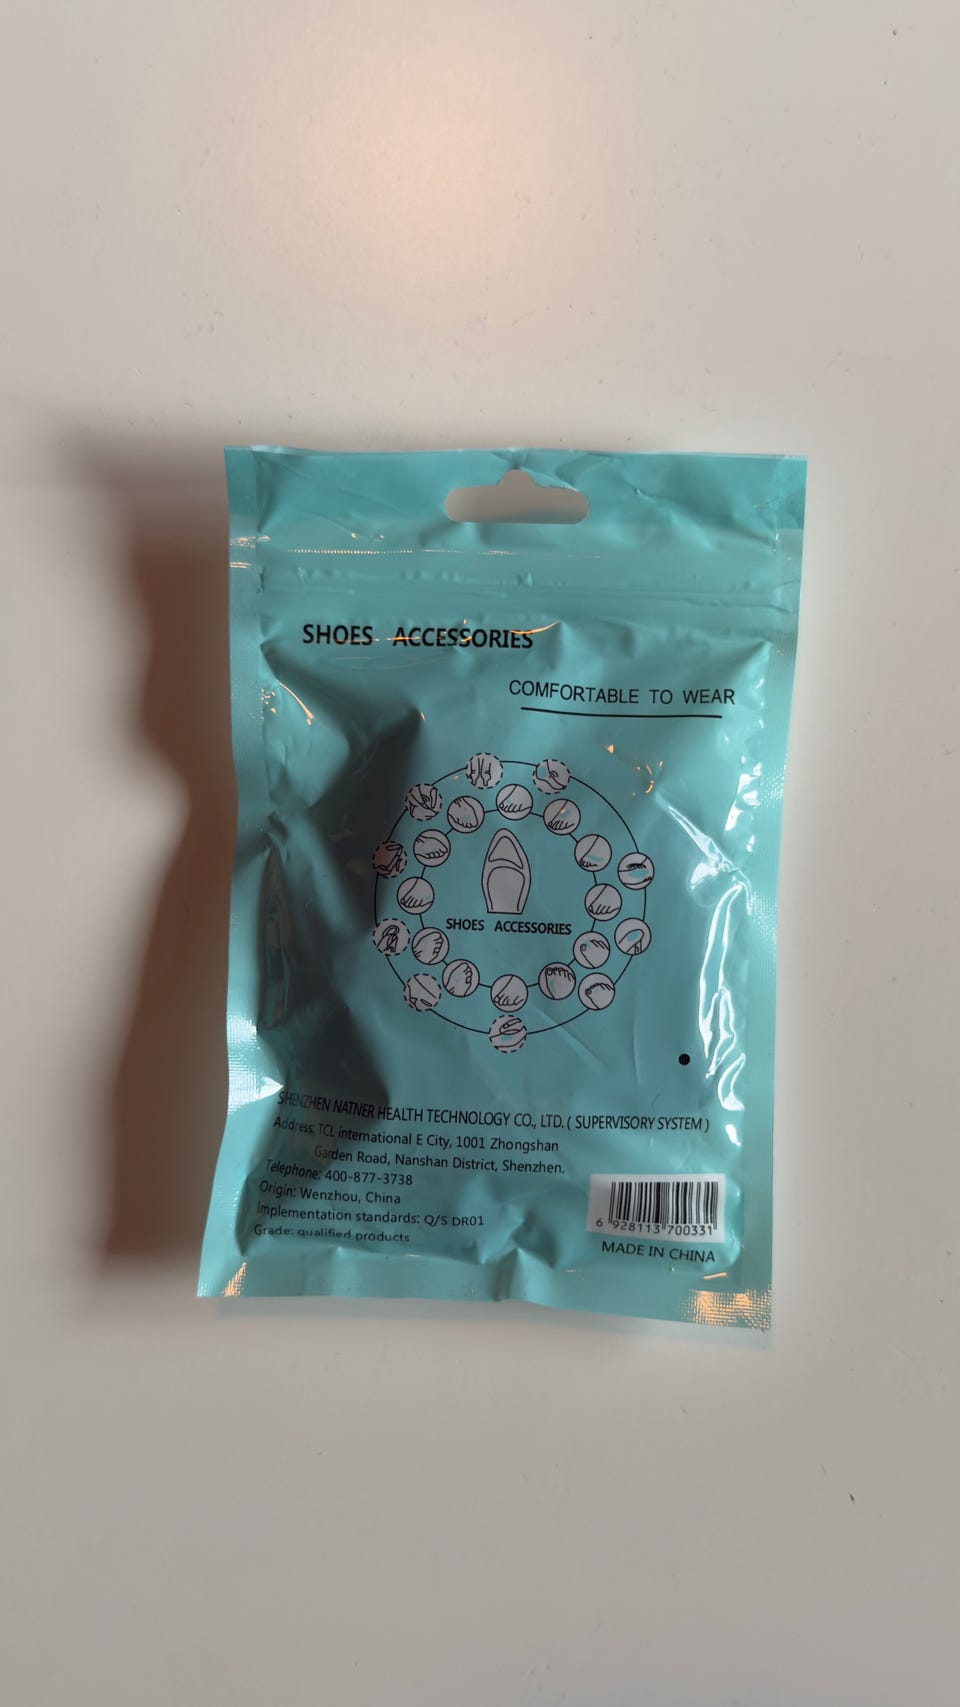 SHOES ACCESSORIES
COMFORTABLE TO WEAR
SHOES ACCESSORIES
SHENZHEN NATNER HEALTH TECHNOLOGY CO., LTD. ( SUPERVISORY SYSTEM )
Address: TCL international E City, 1001 Zhongshan
Garden Road, Nanshan District, Shenzhen.
Telephone: 400-877-3738
Origin: Wenzhou, China
Implementation standards: Q/S DR01
Grade: qualified products
6 928113 700331
MADE IN CHINA